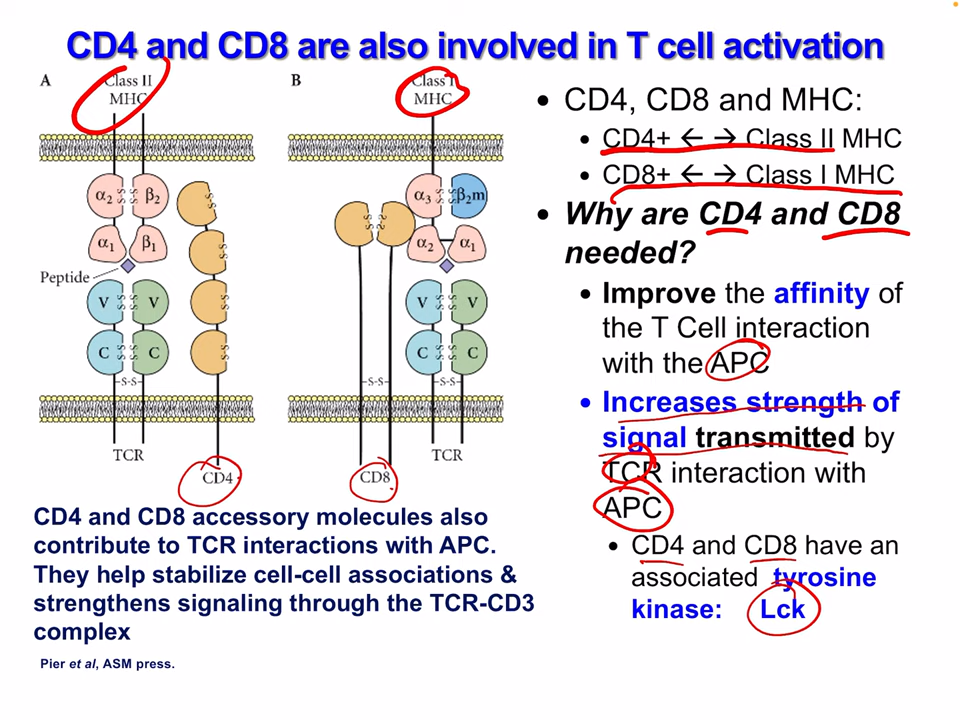 CD4 and CD8 are also involved in T cell activation
A
Class II
MHC
α2
β2
α1
β1
Peptide
V
V
C
C
S-S
S-S
S-S
S-S
-S-S-
S-S
S-S
S-S
TCR
CD4
B
Class I
MHC
α3
β2m
α2
α1
V
V
C
C
S-S
S-S
S-S
S-S
S-S
-S-S-
-S-S-
CD8
TCR
CD4 and CD8 accessory molecules also
contribute to TCR interactions with APC.
They help stabilize cell-cell associations &
strengthens signaling through the TCR-CD3
complex
Pier et al, ASM press.
• CD4, CD8 and MHC:
• CD4+ ← → Class II MHC
• CD8+ ← → Class I MHC
• Why are CD4 and CD8
needed?
• Improve the affinity of
the T Cell interaction
with the APC
• Increases strength of
signal transmitted by
TCR interaction with
APC
• CD4 and CD8 have an
associated tyrosine
kinase: Lck